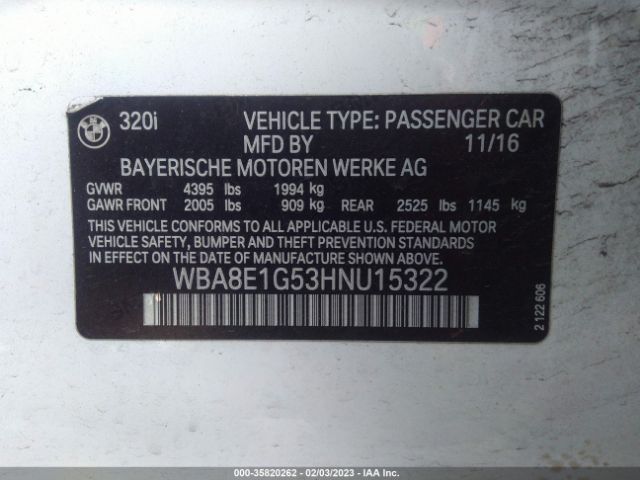 320i VEHICLE TYPE: PASSENGER CAR
MFD BY 11/16
BAYERISCHE MOTOREN WERKE AG
GVWR 4395 lbs 1994 kg
GAWR FRONT 2005 lbs 909 kg REAR 2525 lbs 1145 kg
THIS VEHICLE CONFORMS TO ALL APPLICABLE U.S. FEDERAL MOTOR
VEHICLE SAFETY, BUMPER AND THEFT PREVENTION STANDARDS
IN EFFECT ON THE DATE OF MANUFACTURE SHOWN ABOVE.
WBA8E1G53HNU15322
2 122 606
000-35820262 - 02/03/2023 - IAA Inc.